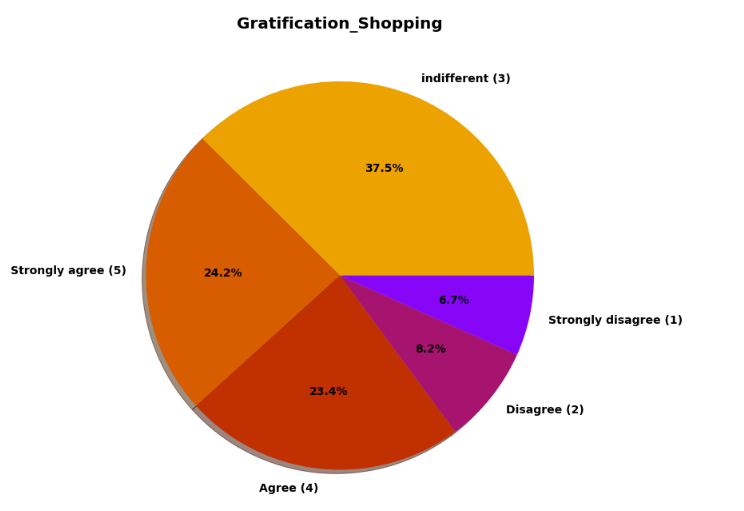 Gratification_Shopping
indifferent (3)
37.5%
Strongly agree (5)
24.2%
6.7%
Strongly disagree (1)
8.2%
23.4%
Disagree (2)
Agree (4)